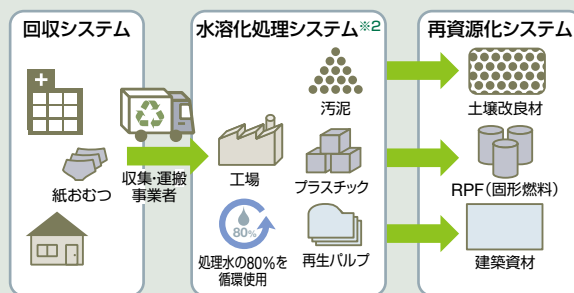 回収システム
紙おむつ
収集・運搬
事業者
水溶化処理システム※2
汚泥
工場
プラスチック
80%
処理水の80%を
循環使用
再生パルプ
再資源化システム
土壌改良材
RPF(固形燃料)
建築資材